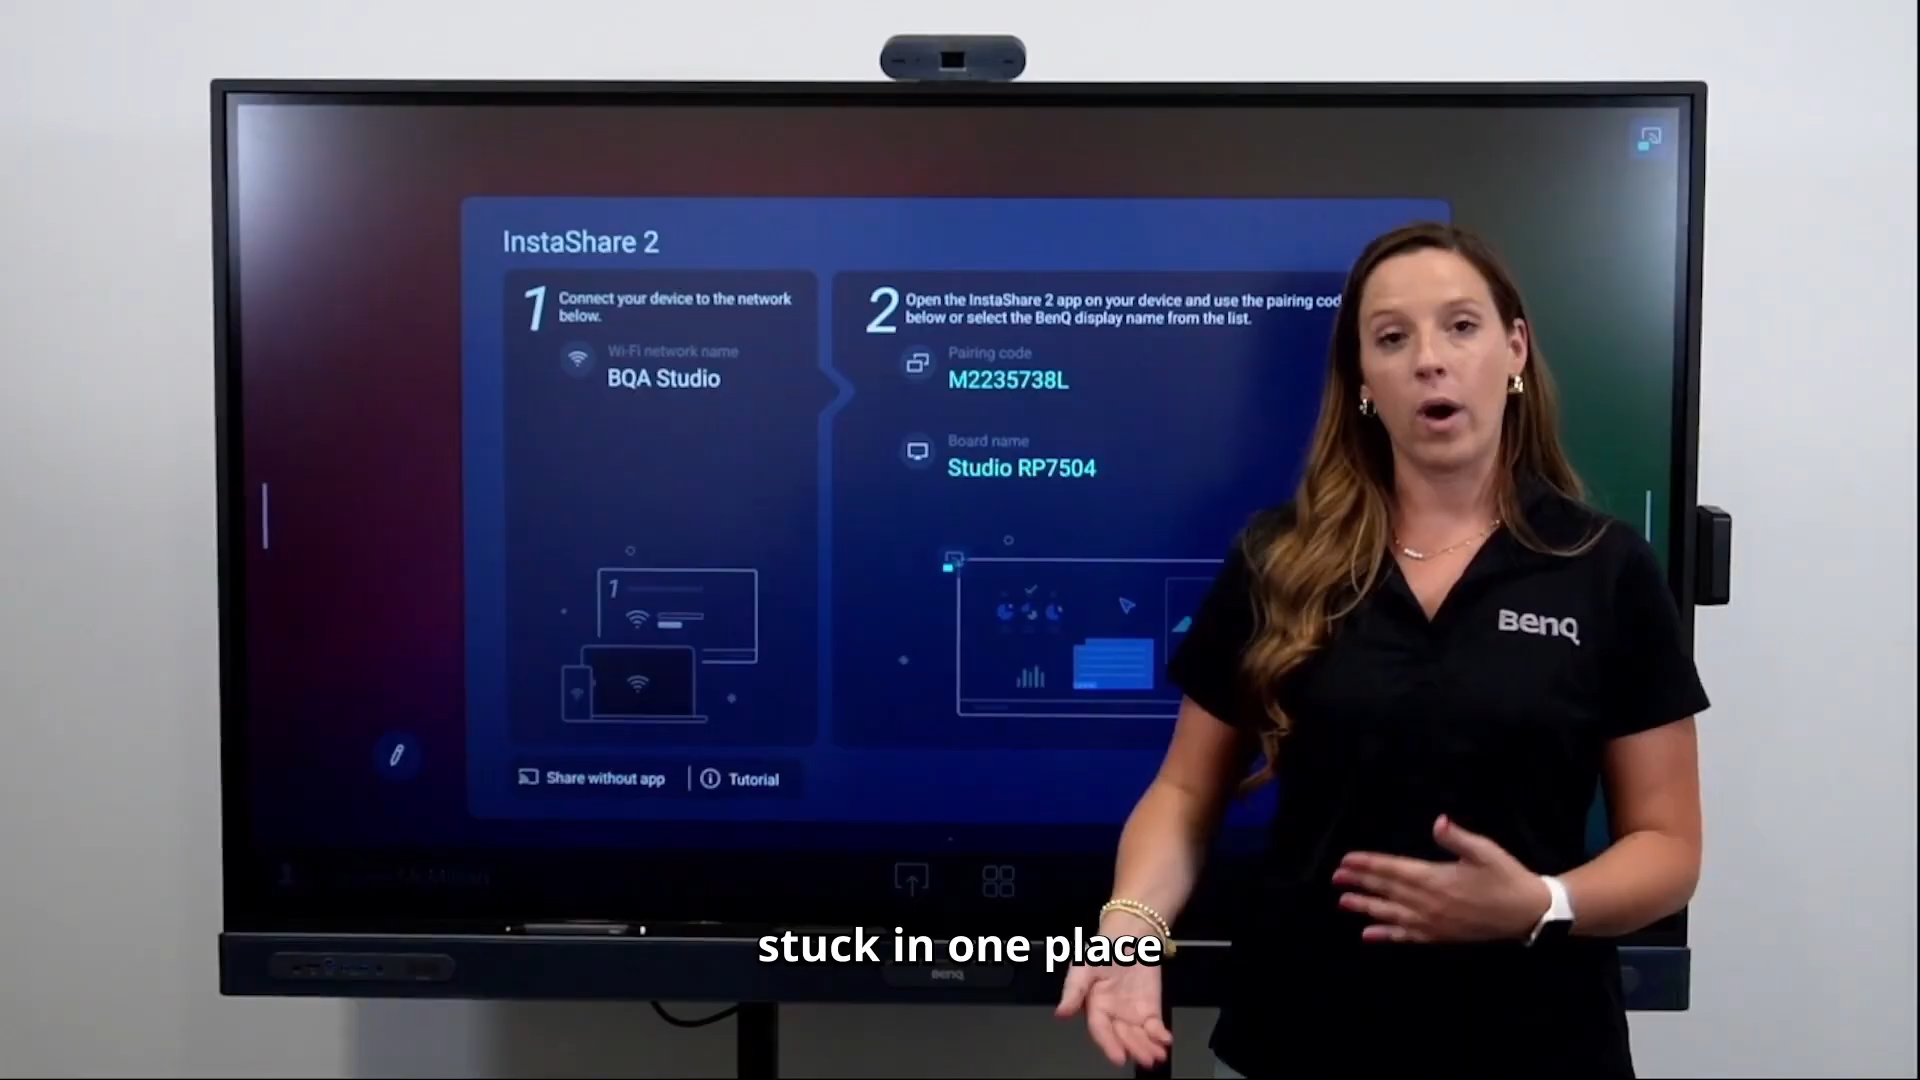 InstaShare 2
1 Connect your device to the network
below.
Wi-Fi network name
BQA Studio
2 Open the InstaShare 2 app on your device and use the pairing cod
below or select the BenQ display name from the list.
Pairing code
M2235738L
Board name
Studio RP7504
1
Share without app
Tutorial
BenQ
stuck in one place
BenQ